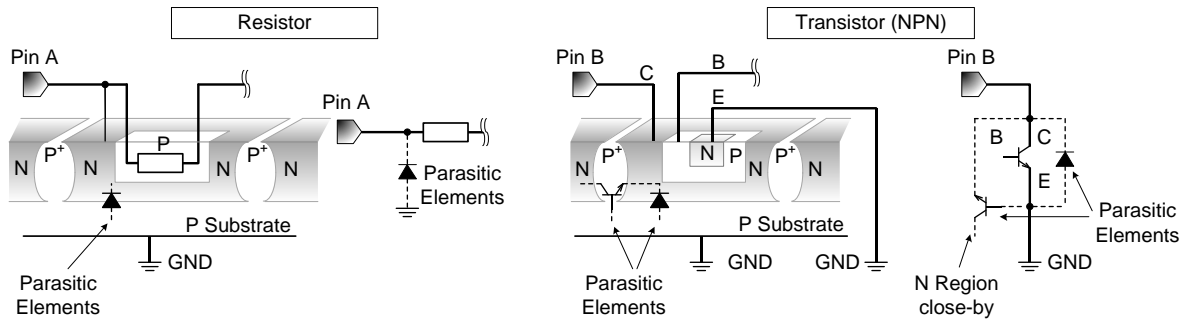 Resistor
Transistor (NPN)
Pin A
Pin A
N
P+
N
P
P+
N
N
Parasitic
Elements
P Substrate
GND
Parasitic
Elements
Pin B
C
B
E
N
P+
N
N
P
P+
N
N
P Substrate
GND
GND
Parasitic
Elements
Pin B
B
C
E
Parasitic
Elements
GND
N Region
close-by